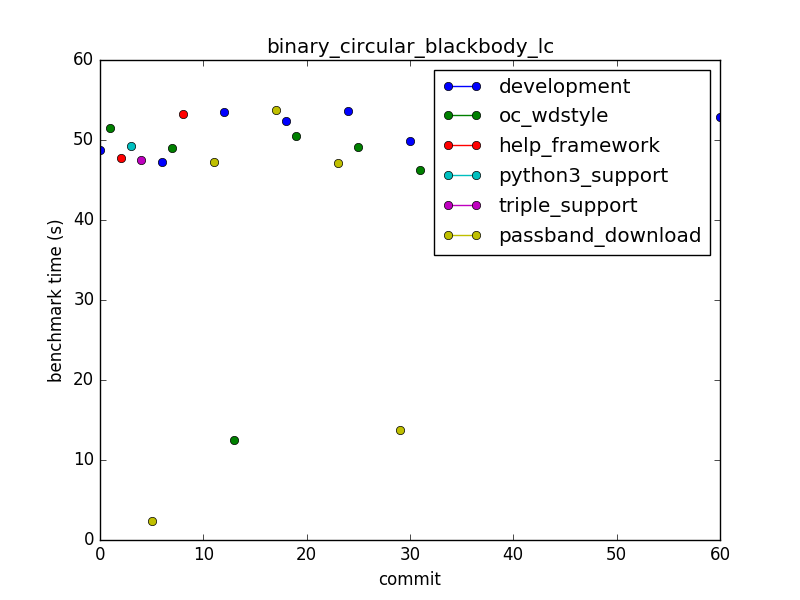 binary_circular_blackbody_lc
development
oc_wdstyle
help_framework
python3_support
triple_support
passband_download
benchmark time (s)
60
50
40
30
20
10
0
0 10 20 30 40 50 60
commit